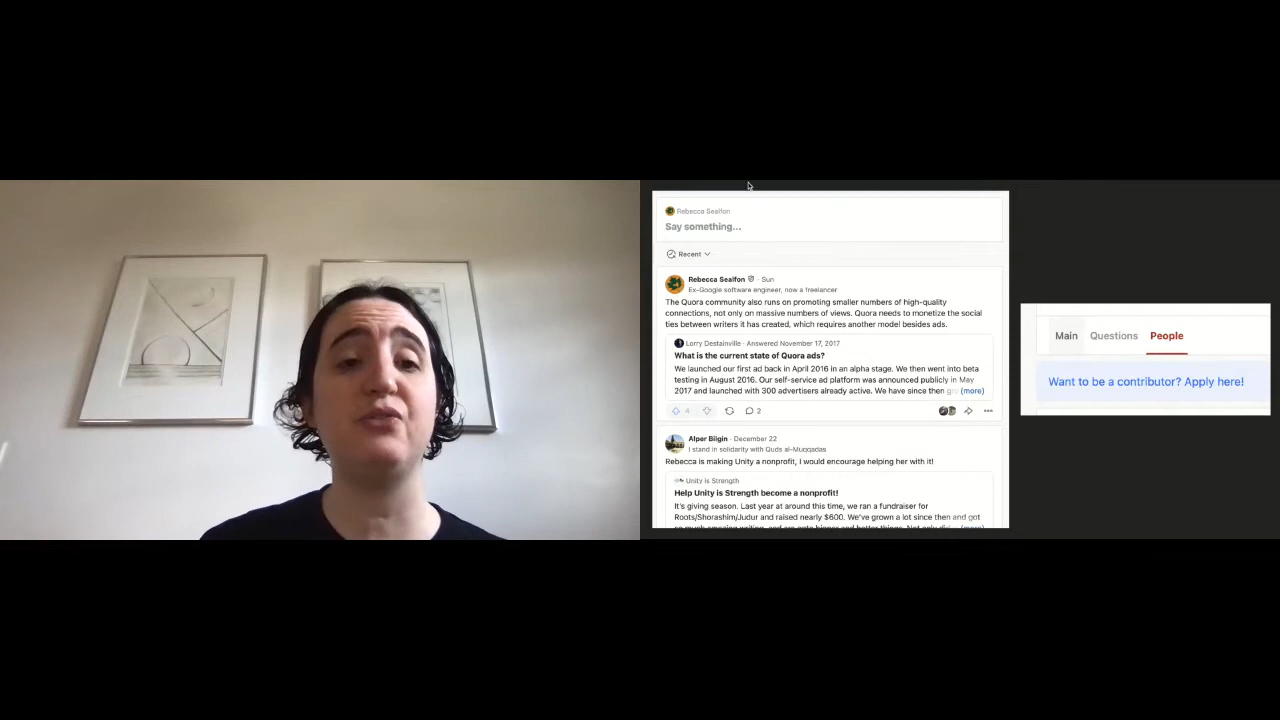 Rebecca Sealfon
Say something...
Recent
Rebecca Sealfon · Sun
Ex-Google software engineer, now a freelancer
The Quora community also runs on promoting smaller numbers of high-quality
connections, not only on massive numbers of views. Quora needs to monetize the social
ties between writers it has created, which requires another model besides ads.
Lorry Destainville · Answered November 17, 2017
What is the current state of Quora ads?
We launched our first ad back in April 2016 in an alpha stage. We then went into beta
testing in August 2016. Our self-service ad platform was announced publicly in May
2017 and launched with 300 advertisers already active. We have since then (more)
4 2
Alper Bilgin · December 22
I stand in solidarity with Quds al-Muqqadas
Rebecca is making Unity a nonprofit, I would encourage helping her with it!
Unity is Strength
Help Unity is Strength become a nonprofit!
It's giving season. Last year at around this time, we ran a fundraiser for
Roots/Shorashim/Judur and raised nearly $600. We've grown a lot since then and got
Main Questions People
Want to be a contributor? Apply here!